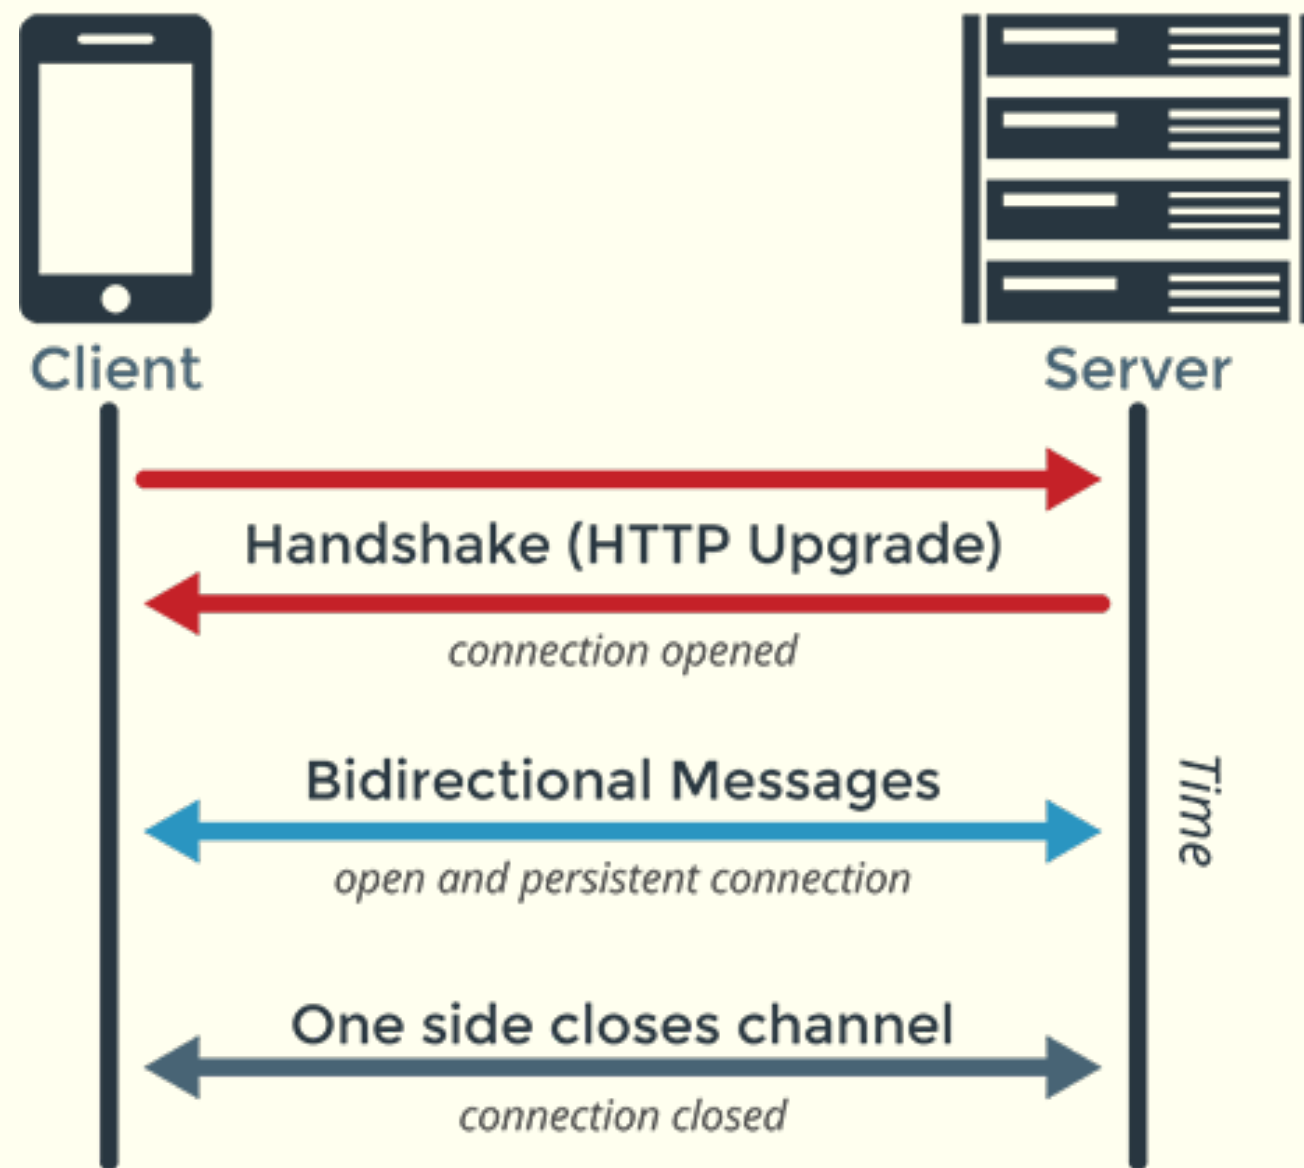 Client
Server
Handshake (HTTP Upgrade)
connection opened
Bidirectional Messages
open and persistent connection
Time
One side closes channel
connection closed